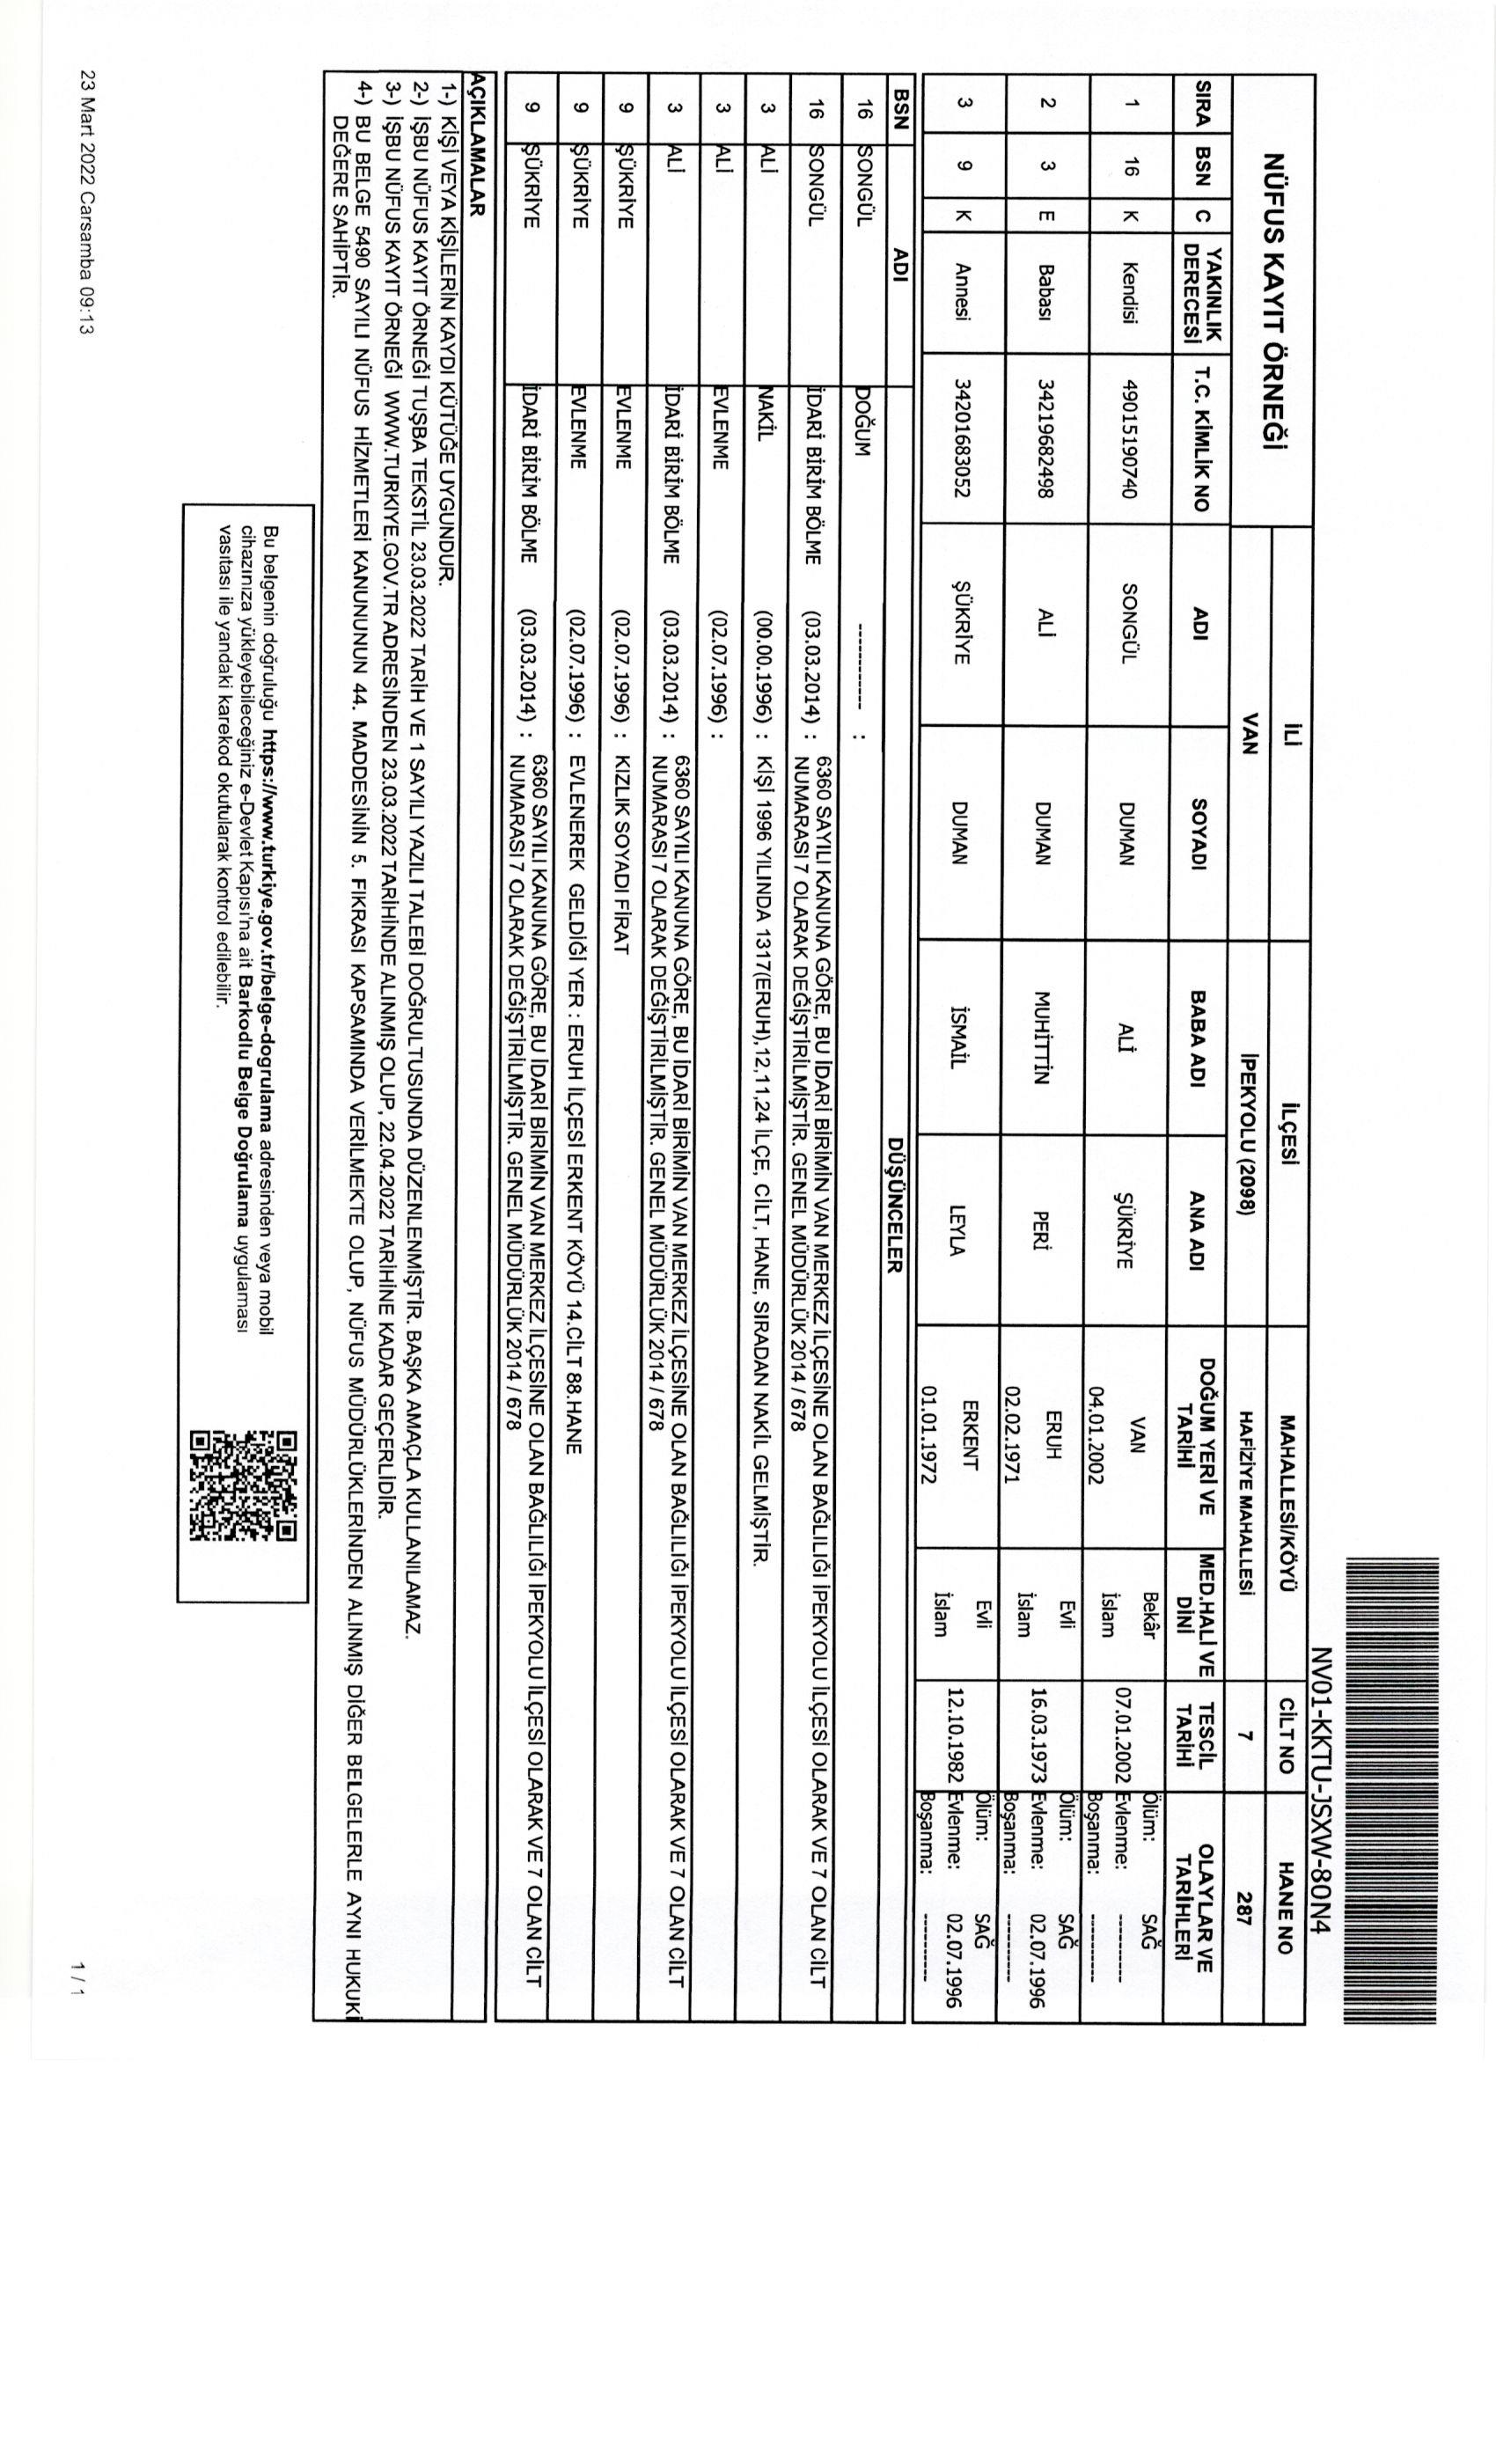 NV01-KKTU-JSXW-8ON4
NÜFUS KAYIT ÖRNEĞİ
İLİ İLÇESİ MAHALLESİ/KÖYÜ CİLT NO HANE NO
VAN İPEKYOLU (2098) HAFİZİYE MAHALLESİ 7 287
SIRA BSN C YAKINLIK DERECESİ T.C. KİMLİK NO ADI SOYADI BABA ADI ANA ADI DOĞUM YERİ VE TARİHİ MED.HALİ VE DİNİ TESCİL TARİHİ OLAYLAR VE TARİHLERİ
1 16 K Kendisi 49015190740 SONGÜL DUMAN ALİ ŞÜKRİYE VAN 04.01.2002 Bekâr İslam 07.01.2002 Ölüm: SAĞ Evlenme: ---------- Boşanma: ----------
2 3 E Babası 34219682498 ALİ DUMAN MUHİTTİN PERİ ERUH 02.02.1971 Evli İslam 16.03.1973 Ölüm: SAĞ Evlenme: 02.07.1996 Boşanma: ----------
3 9 K Annesi 34201683052 ŞÜKRİYE DUMAN İSMAİL LEYLA ERKENT 01.01.1972 Evli İslam 12.10.1982 Ölüm: SAĞ Evlenme: 02.07.1996 Boşanma: ----------
BSN ADI DÜŞÜNCELER
16 SONGÜL DOĞUM ---------- :
16 SONGÜL İDARİ BİRİM BÖLME (03.03.2014) : 6360 SAYILI KANUNA GÖRE, BU İDARİ BİRİMİN VAN MERKEZ İLÇESİNE OLAN BAĞLILIĞI İPEKYOLU İLÇESİ OLARAK VE 7 OLAN CİLT
NUMARASI 7 OLARAK DEĞİŞTİRİLMİŞTİR. GENEL MÜDÜRLÜK 2014 / 678
3 ALİ NAKİL (00.00.1996) : KİŞİ 1996 YILINDA 1317(ERUH),12,11,24 İLÇE, CİLT, HANE, SIRADAN NAKİL GELMİŞTİR.
3 ALİ EVLENME (02.07.1996) :
3 ALİ İDARİ BİRİM BÖLME (03.03.2014) : 6360 SAYILI KANUNA GÖRE, BU İDARİ BİRİMİN VAN MERKEZ İLÇESİNE OLAN BAĞLILIĞI İPEKYOLU İLÇESİ OLARAK VE 7 OLAN CİLT
NUMARASI 7 OLARAK DEĞİŞTİRİLMİŞTİR. GENEL MÜDÜRLÜK 2014 / 678
9 ŞÜKRİYE EVLENME (02.07.1996) : KIZLIK SOYADI FİRAT
9 ŞÜKRİYE EVLENME (02.07.1996) : EVLENEREK GELDİĞİ YER : ERUH İLÇESİ ERKENT KÖYÜ 14.CİLT 88.HANE
9 ŞÜKRİYE İDARİ BİRİM BÖLME (03.03.2014) : 6360 SAYILI KANUNA GÖRE, BU İDARİ BİRİMİN VAN MERKEZ İLÇESİNE OLAN BAĞLILIĞI İPEKYOLU İLÇESİ OLARAK VE 7 OLAN CİLT
NUMARASI 7 OLARAK DEĞİŞTİRİLMİŞTİR. GENEL MÜDÜRLÜK 2014 / 678
AÇIKLAMALAR
1-) KİŞİ VEYA KİŞİLERİN KAYDI KÜTÜĞE UYGUNDUR.
2-) İŞBU NÜFUS KAYIT ÖRNEĞİ TUŞBA TEKSTİL 23.03.2022 TARİH VE 1 SAYILI YAZILI TALEBİ DOĞRULTUSUNDA DÜZENLENMİŞTİR. BAŞKA AMAÇLA KULLANILAMAZ.
3-) İŞBU NÜFUS KAYIT ÖRNEĞİ WWW.TURKIYE.GOV.TR ADRESİNDEN 23.03.2022 TARİHİNDE ALINMIŞ OLUP, 22.04.2022 TARİHİNE KADAR GEÇERLİDİR.
4-) BU BELGE 5490 SAYILI NÜFUS HİZMETLERİ KANUNUNUN 44. MADDESİNİN 5. FIKRASI KAPSAMINDA VERİLMEKTE OLUP, NÜFUS MÜDÜRLÜKLERİNDEN ALINMIŞ DİĞER BELGELERLE AYNI HUKUKİ
DEĞERE SAHİPTİR.
Bu belgenin doğruluğu https://www.turkiye.gov.tr/belge-dogrulama adresinden veya mobil
cihazınıza yükleyebileceğiniz e-Devlet Kapısı'na ait Barkodlu Belge Doğrulama uygulaması
vasıtası ile yandaki karekod okutularak kontrol edilebilir.
23 Mart 2022 Carsamba 09:13
1 / 1